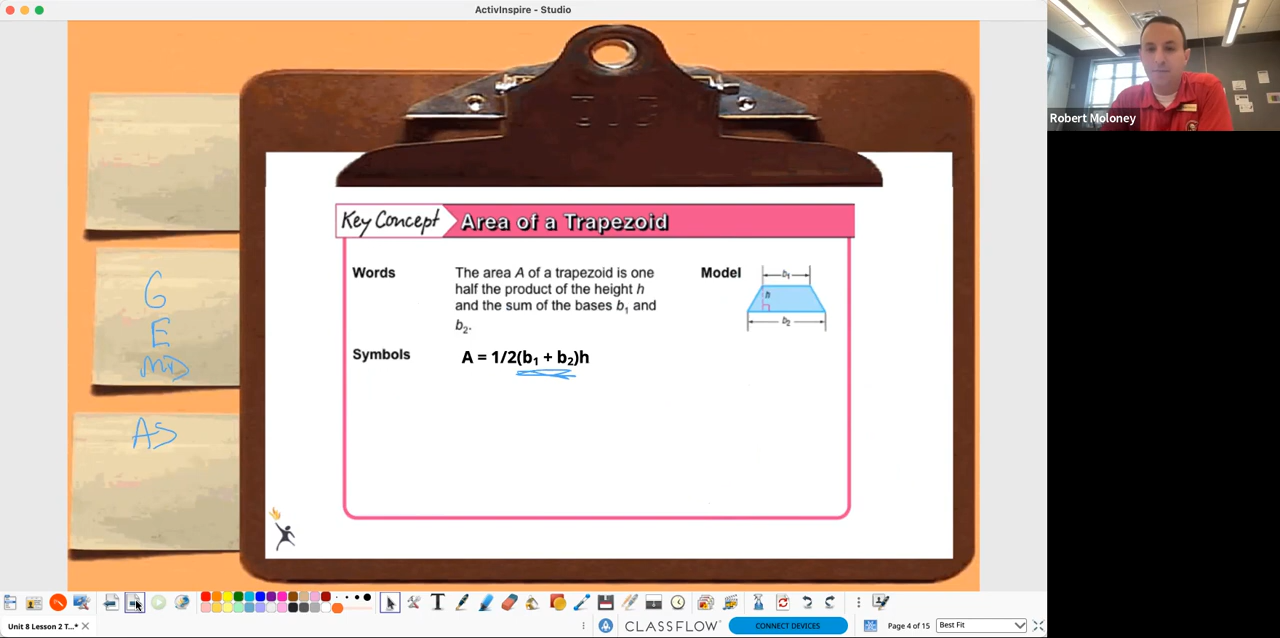 ActivInspire - Studio
Robert Moloney
Key Concept Area of a Trapezoid
Words
The area A of a trapezoid is one
half the product of the height h
and the sum of the bases b₁ and
b₂.
Model
b₁
h
b₂
Symbols
A = 1/2(b₁ + b₂)h
G
E
MD
AS
Unit 8 Lesson 2 T...*
CLASSFLOW
CONNECT DEVICES
Page 4 of 15
Best Fit